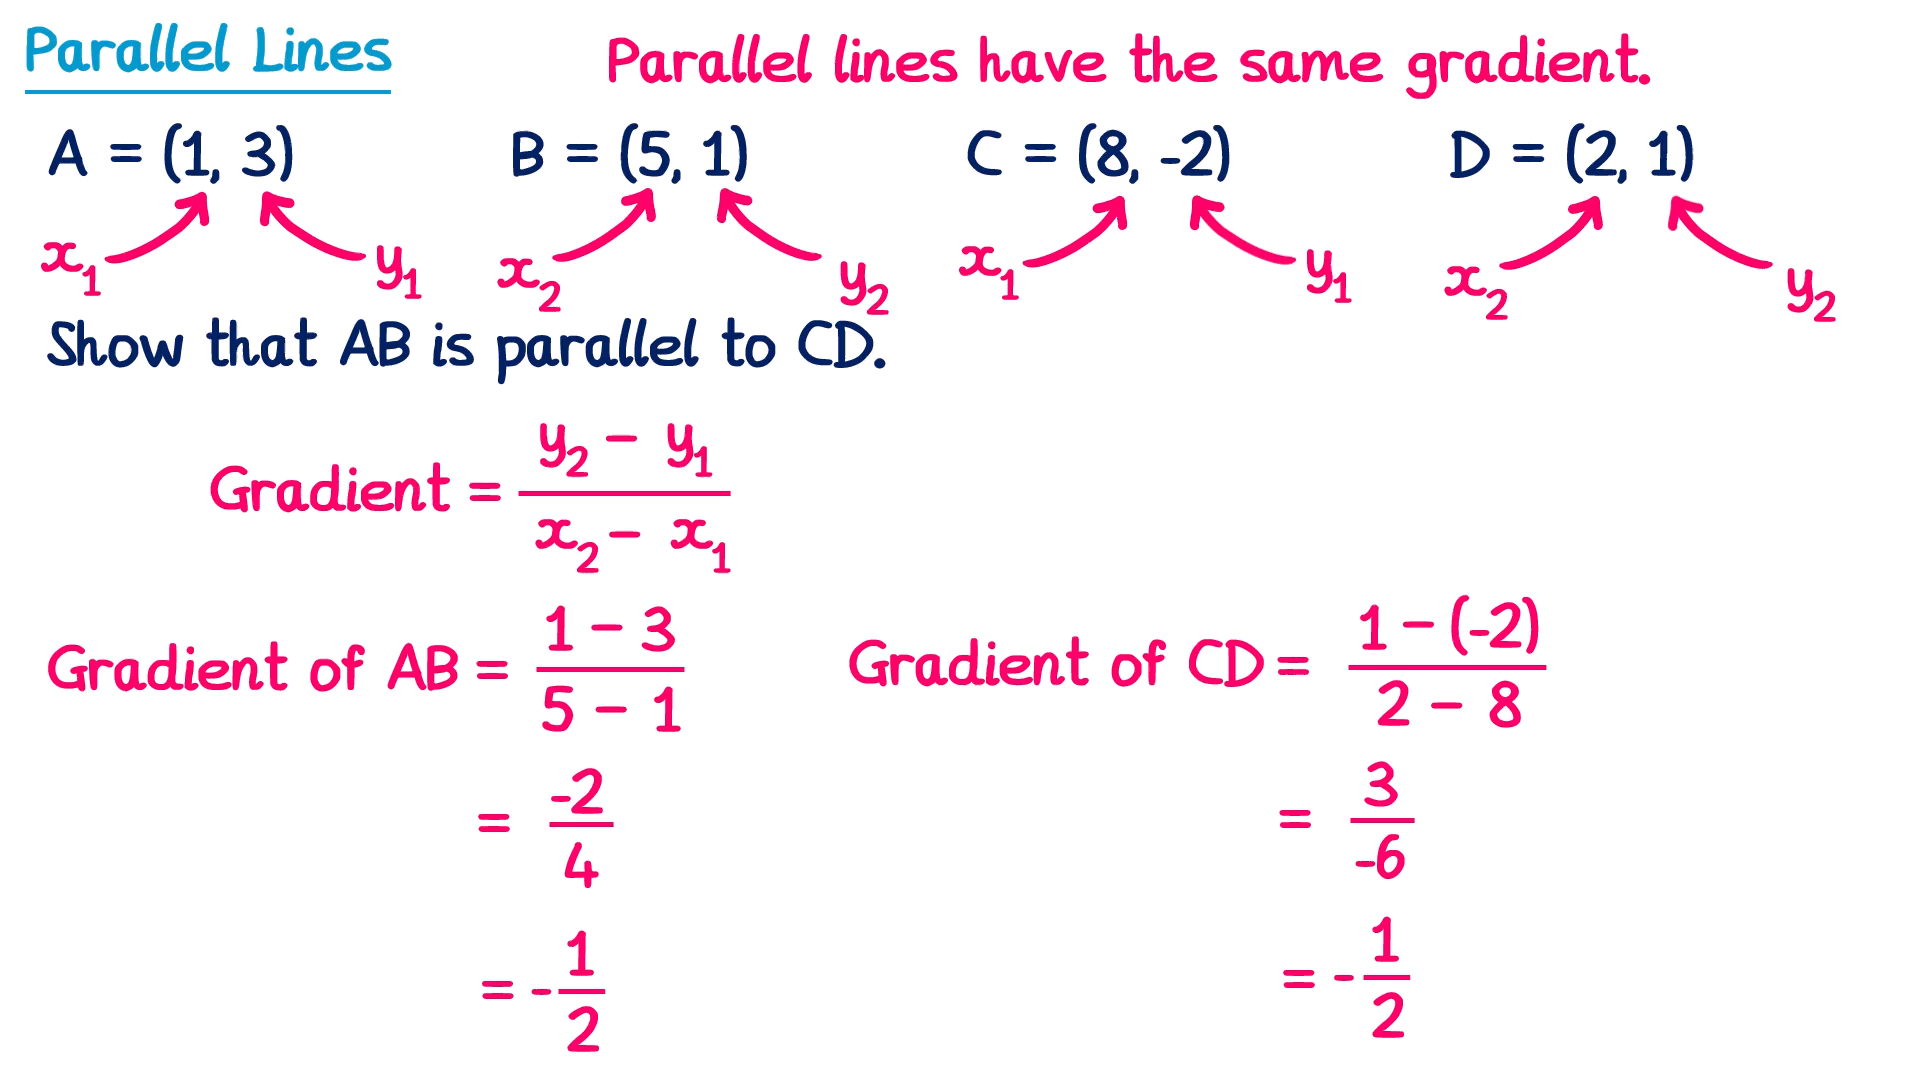 Parallel Lines
Parallel lines have the same gradient.
A = (1, 3)
B = (5, 1)
C = (8, -2)
D = (2, 1)
x₁ y₁
x₂ y₂
x₁ y₁
x₂ y₂
Show that AB is parallel to CD.
y₂ - y₁
Gradient =
x₂ - x₁
1 - 3
Gradient of AB =
5 - 1
-2
=
4
1
= -
2
1 - (-2)
Gradient of CD =
2 - 8
3
=
-6
1
= -
2